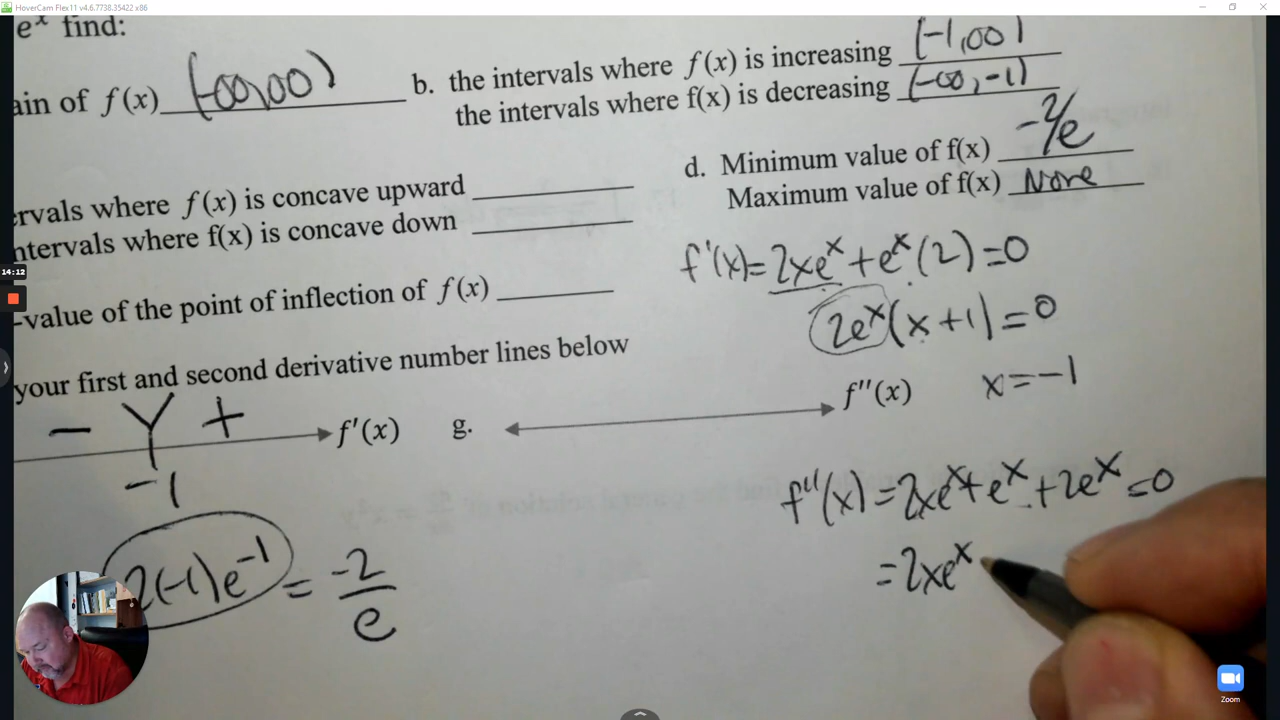 HoverCam Flex11 v4.6.7738.35422.x86
e^x find:
ain of f(x) (-∞,∞)
b. the intervals where f(x) is increasing (-1,∞)
the intervals where f(x) is decreasing (-∞,-1)
d. Minimum value of f(x) -2/e
Maximum value of f(x) None
ervals where f(x) is concave upward
ntervals where f(x) is concave down
f'(x)=2xe^x+e^x(2)=0
2e^x(x+1)=0
x=-1
14:12
-value of the point of inflection of f(x)
your first and second derivative number lines below
- +
f'(x)
-1
g.
f''(x)
f''(x)=2xe^x+e^x+2e^x=0
=2xe^x
2(-1)e^-1 = -2/e
Zoom